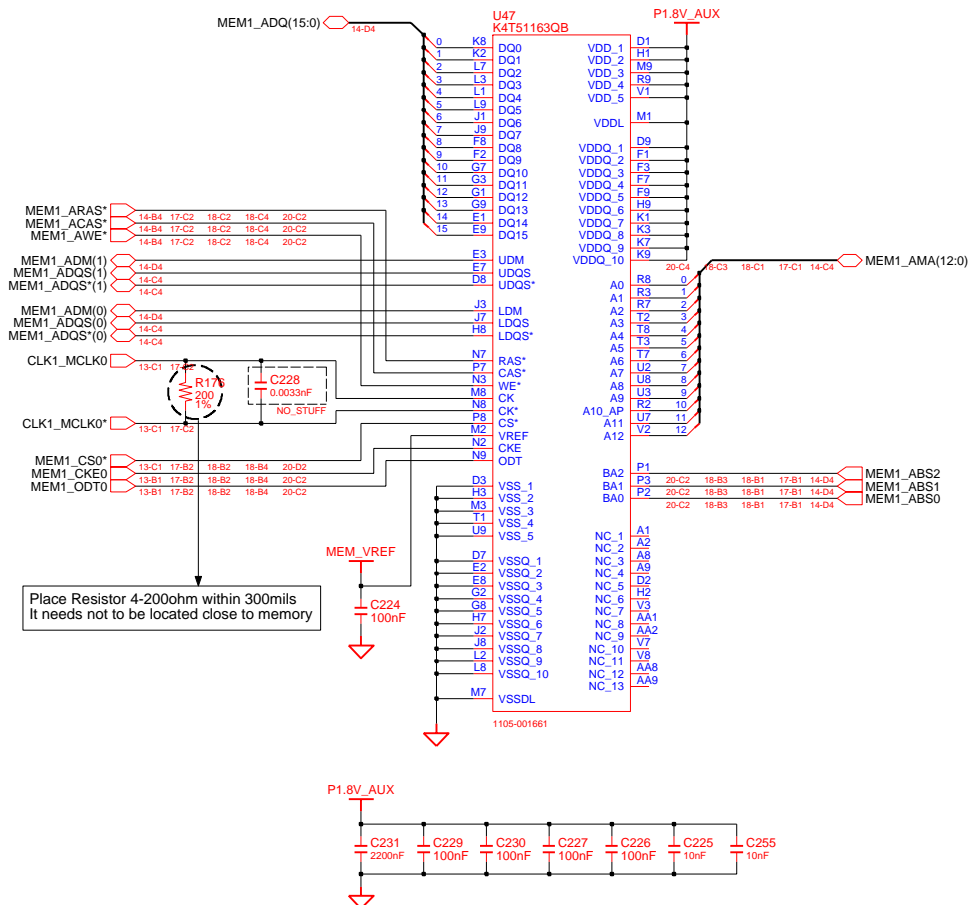 U47
K4T51163QB
P1.8V_AUX
MEM1_ADQ(15:0)
14-D4
0 K8 DQ0 VDD_1 D1
1 K2 DQ1 VDD_2 H1
2 L7 DQ2 VDD_3 M9
3 L3 DQ3 VDD_4 R9
4 L1 DQ4 VDD_5 V1
5 L9 DQ5
6 J1 DQ6 VDDL M1
7 J9 DQ7
8 F8 DQ8 VDDQ_1 D9
9 F2 DQ9 VDDQ_2 F1
10 G7 DQ10 VDDQ_3 F3
11 G3 DQ11 VDDQ_4 F7
12 G1 DQ12 VDDQ_5 F9
13 G9 DQ13 VDDQ_6 H9
14 E1 DQ14 VDDQ_7 K1
15 E9 DQ15 VDDQ_8 K3
VDDQ_9 K7
VDDQ_10 K9
MEM1_ARAS* 14-B4 17-C2 18-C2 18-C4 20-C2
MEM1_ACAS* 14-B4 17-C2 18-C2 18-C4 20-C2
MEM1_AWE* 14-B4 17-C2 18-C2 18-C4 20-C2
MEM1_ADM(1) 14-D4 E3 UDM
MEM1_ADQS(1) 14-C4 E7 UDQS
MEM1_ADQS*(1) 14-C4 D8 UDQS*
MEM1_ADM(0) 14-D4 J3 LDM
MEM1_ADQS(0) 14-C4 J7 LDQS
MEM1_ADQS*(0) 14-C4 H8 LDQS*
20-C4 18-C3 18-C1 17-C1 14-C4 MEM1_AMA(12:0)
A0 R8 0
A1 R3 1
A2 R7 2
A3 T2 3
A4 T8 4
A5 T3 5
A6 T7 6
A7 U2 7
A8 U8 8
A9 U3 9
A10_AP R2 10
A11 U7 11
A12 V2 12
N7 RAS*
P7 CAS*
N3 WE*
M8 CK
N8 CK*
P8 CS*
M2 VREF
N2 CKE
N9 ODT
CLK1_MCLK0 13-C1 17-C2
R176
200
1%
C228
0.0033nF
NO_STUFF
CLK1_MCLK0* 13-C1 17-C2
MEM1_CS0* 13-C1 17-B2 18-B2 18-B4 20-D2
MEM1_CKE0 13-B1 17-B2 18-B2 18-B4 20-C2
MEM1_ODT0 13-B1 17-B2 18-B2 18-B4 20-C2
BA2 P1 20-C2 18-B3 18-B1 17-B1 14-D4 MEM1_ABS2
BA1 P3 20-C2 18-B3 18-B1 17-B1 14-D4 MEM1_ABS1
BA0 P2 20-C2 18-B3 18-B1 17-B1 14-D4 MEM1_ABS0
D3 VSS_1
H3 VSS_2
M3 VSS_3
T1 VSS_4
U9 VSS_5
D7 VSSQ_1
E2 VSSQ_2
E8 VSSQ_3
G2 VSSQ_4
G8 VSSQ_5
H7 VSSQ_6
J2 VSSQ_7
J8 VSSQ_8
L2 VSSQ_9
L8 VSSQ_10
M7 VSSDL
NC_1 A1
NC_2 A2
NC_3 A8
NC_4 A9
NC_5 D2
NC_6 H2
NC_7 V3
NC_8 AA1
NC_9 AA2
NC_10 V7
NC_11 V8
NC_12 AA8
NC_13 AA9
1105-001661
MEM_VREF
C224
100nF
Place Resistor 4-200ohm within 300mils
It needs not to be located close to memory
P1.8V_AUX
C231 C229 C230 C227 C226 C225 C255
2200nF 100nF 100nF 100nF 100nF 10nF 10nF